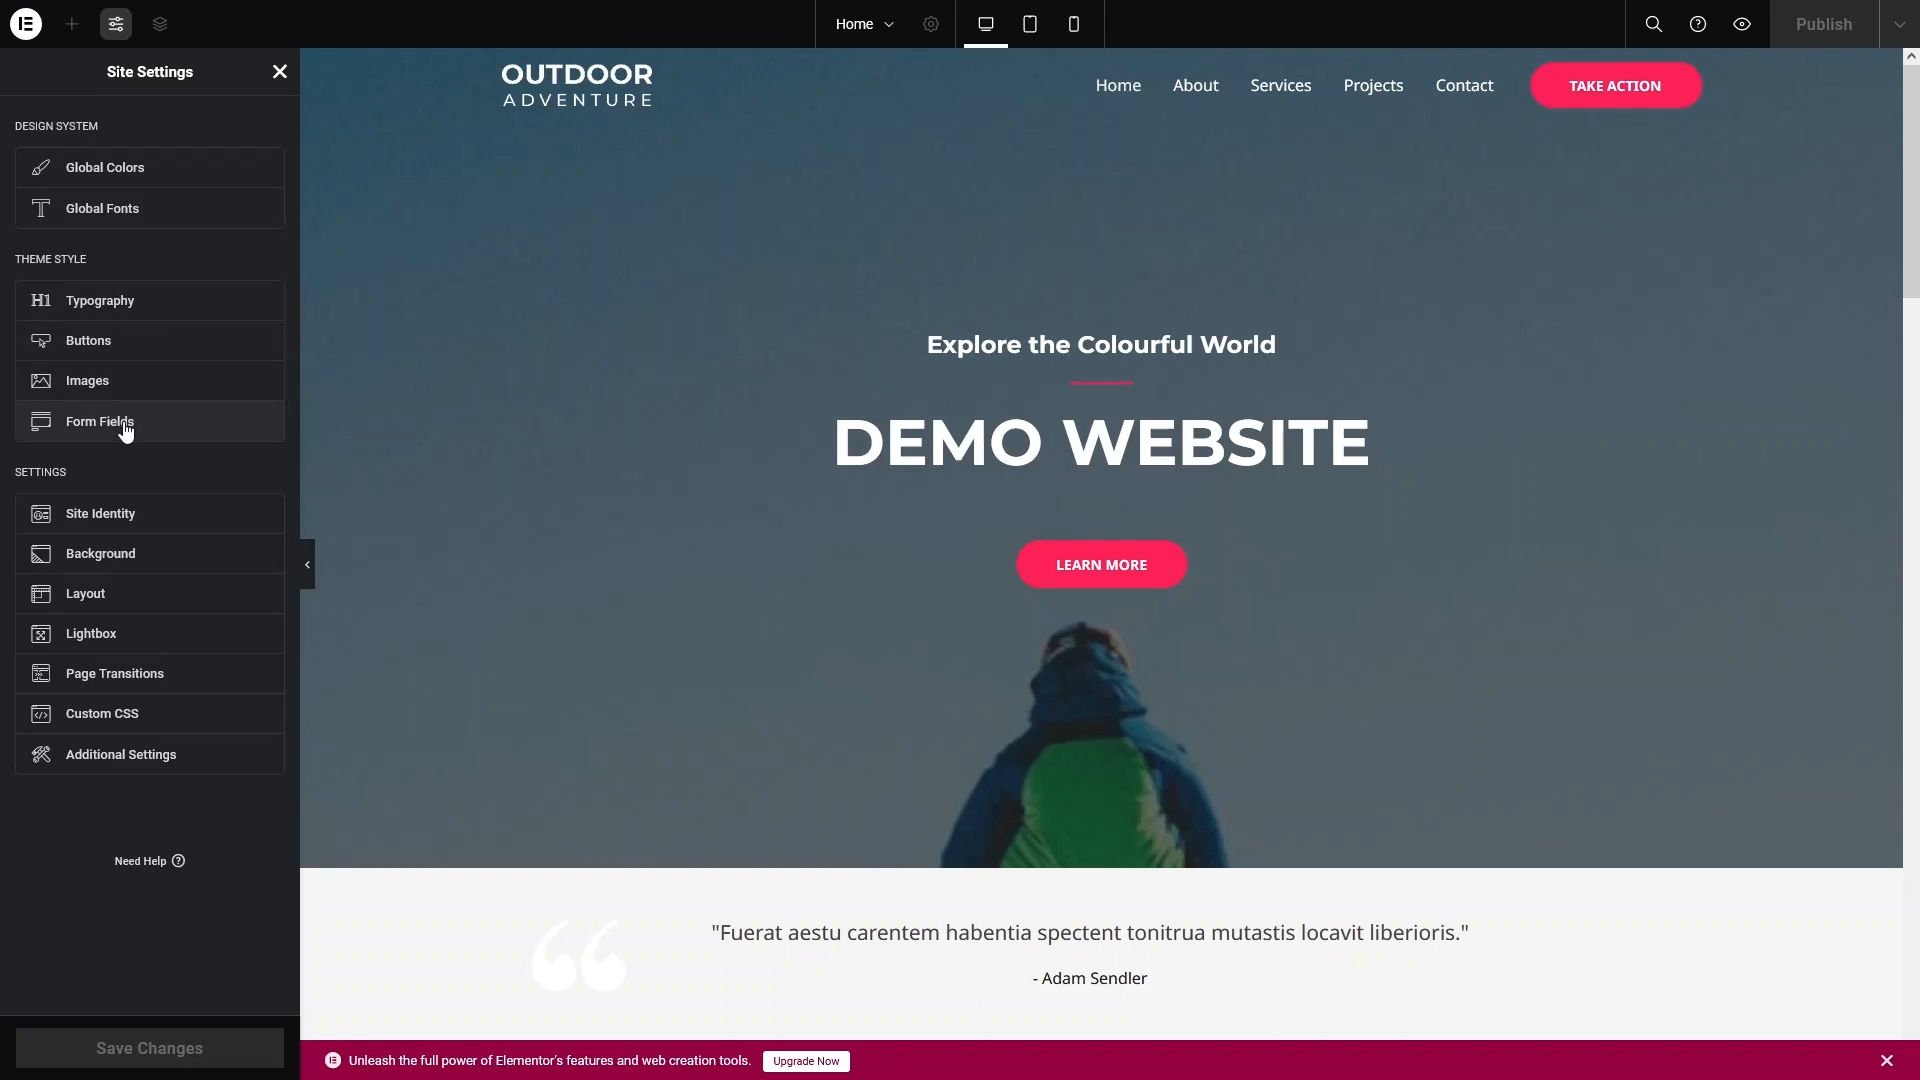 Home
Publish
Site Settings
DESIGN SYSTEM
Global Colors
Global Fonts
THEME STYLE
H1 Typography
Buttons
Images
Form Fields
SETTINGS
Site Identity
Background
Layout
Lightbox
Page Transitions
Custom CSS
Additional Settings
Need Help
Save Changes
OUTDOOR
ADVENTURE
Home About Services Projects Contact TAKE ACTION
Explore the Colourful World
DEMO WEBSITE
LEARN MORE
"Fuerat aestu carentem habentia spectent tonitrua mutastis locavit liberioris."
- Adam Sendler
Unleash the full power of Elementor's features and web creation tools. Upgrade Now